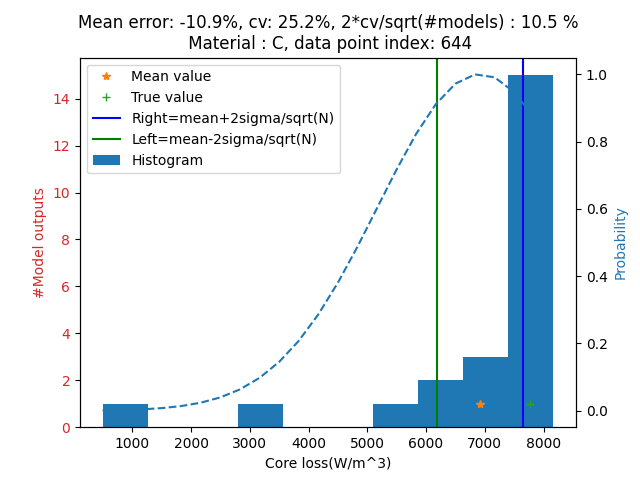 Mean error: -10.9%, cv: 25.2%, 2*cv/sqrt(#models) : 10.5 %
Material : C, data point index: 644
Mean value
True value
Right=mean+2sigma/sqrt(N)
Left=mean-2sigma/sqrt(N)
Histogram
#Model outputs
14
12
10
8
6
4
2
0
1.0
0.8
0.6
0.4
0.2
0.0
Probability
1000 2000 3000 4000 5000 6000 7000 8000
Core loss(W/m^3)